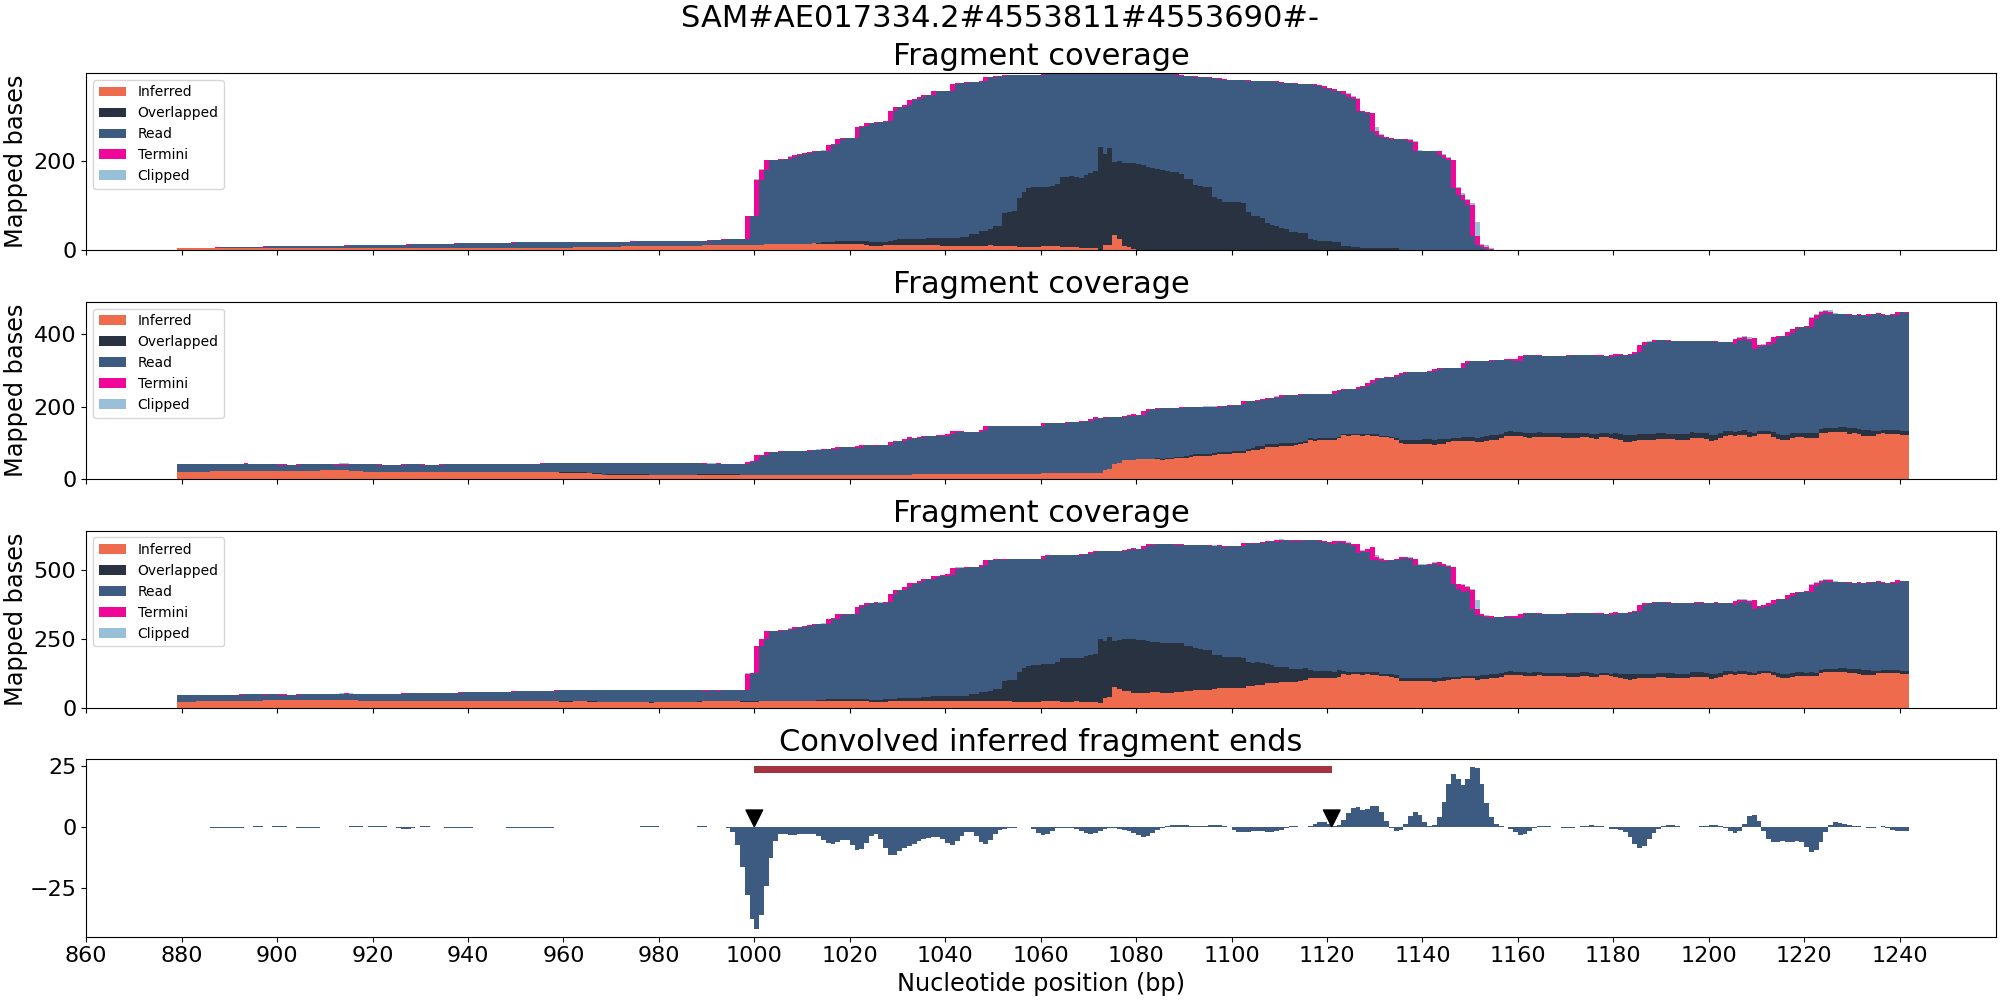 SAM#AE017334.2#4553811#4553690#-
Fragment coverage
Mapped bases
200
0
Inferred
Overlapped
Read
Termini
Clipped
Fragment coverage
Mapped bases
400
200
0
Inferred
Overlapped
Read
Termini
Clipped
Fragment coverage
Mapped bases
500
250
0
Inferred
Overlapped
Read
Termini
Clipped
Convolved inferred fragment ends
25
0
−25
860 880 900 920 940 960 980 1000 1020 1040 1060 1080 1100 1120 1140 1160 1180 1200 1220 1240
Nucleotide position (bp)